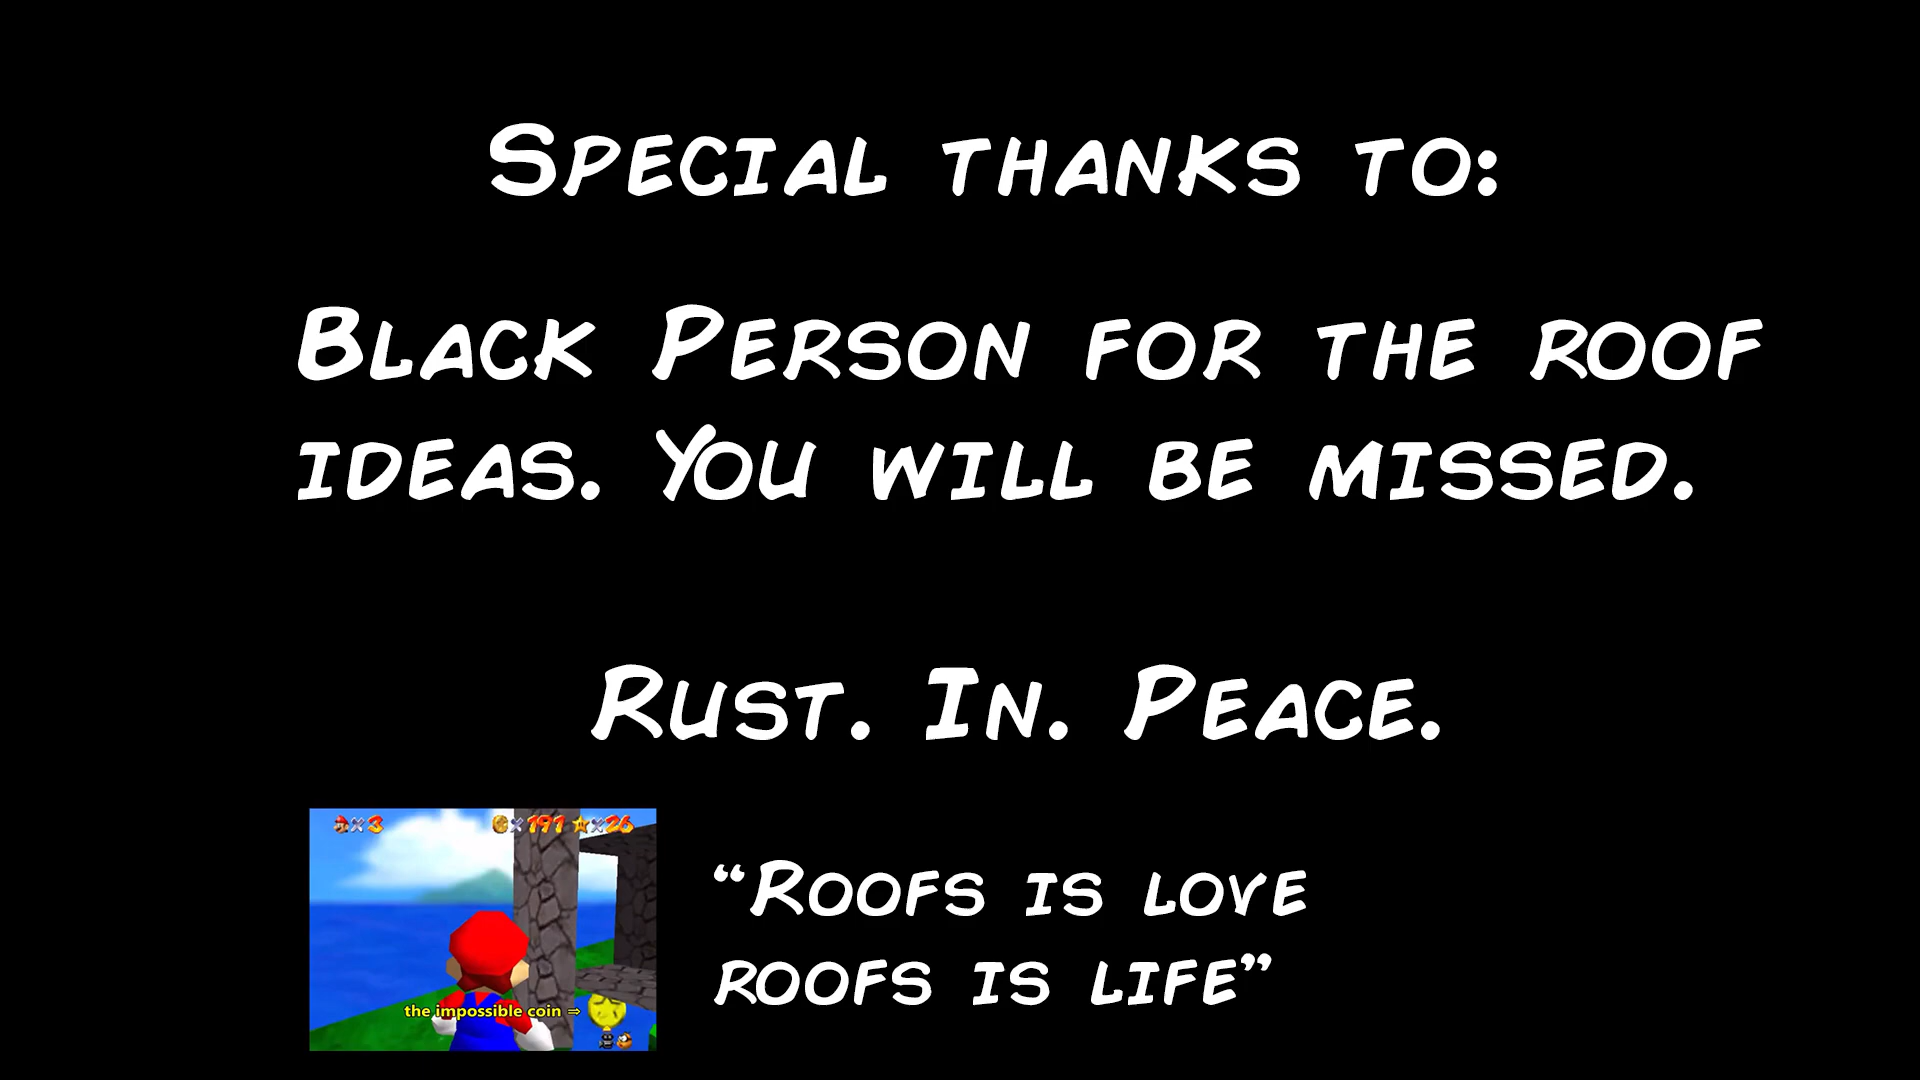 Special thanks to:
Black Person for the roof
ideas. You will be missed.
Rust. In. Peace.
×3 ×191 ×26
the impossible coin ⇒
“Roofs is love
roofs is life”